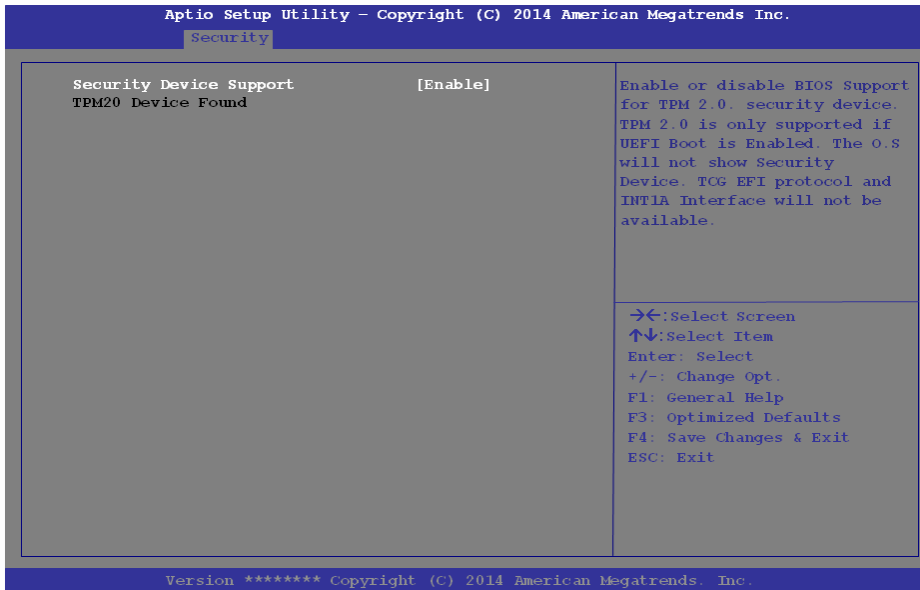 Aptio Setup Utility – Copyright (C) 2014 American Megatrends Inc.
Security
Security Device Support [Enable]
TPM20 Device Found
Enable or disable BIOS Support
for TPM 2.0. security device.
TPM 2.0 is only supported if
UEFI Boot is Enabled. The O.S
will not show Security
Device. TCG EFI protocol and
INT1A Interface will not be
available.
→←:Select Screen
↑↓:Select Item
Enter: Select
+/-: Change Opt.
F1: General Help
F3: Optimized Defaults
F4: Save Changes & Exit
ESC: Exit
Version ******** Copyright (C) 2014 American Megatrends. Inc.